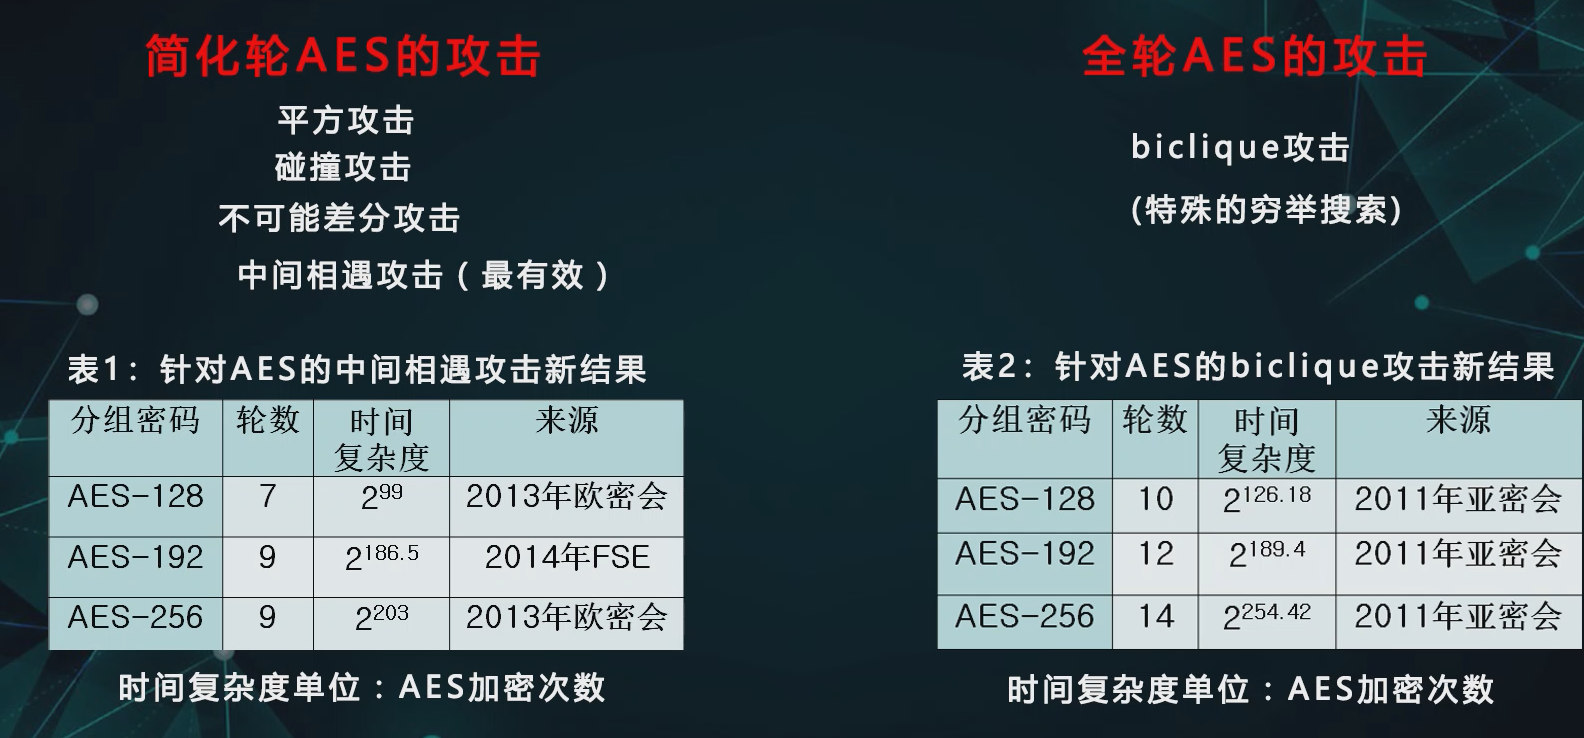 简化轮AES的攻击
平方攻击
碰撞攻击
不可能差分攻击
中间相遇攻击(最有效)
表1:针对AES的中间相遇攻击新结果
分组密码 轮数 时间复杂度 来源
AES-128 7 2^99 2013年欧密会
AES-192 9 2^186.5 2014年FSE
AES-256 9 2^203 2013年欧密会
时间复杂度单位:AES加密次数
全轮AES的攻击
biclique攻击
(特殊的穷举搜索)
表2:针对AES的biclique攻击新结果
分组密码 轮数 时间复杂度 来源
AES-128 10 2^126.18 2011年亚密会
AES-192 12 2^189.4 2011年亚密会
AES-256 14 2^254.42 2011年亚密会
时间复杂度单位:AES加密次数